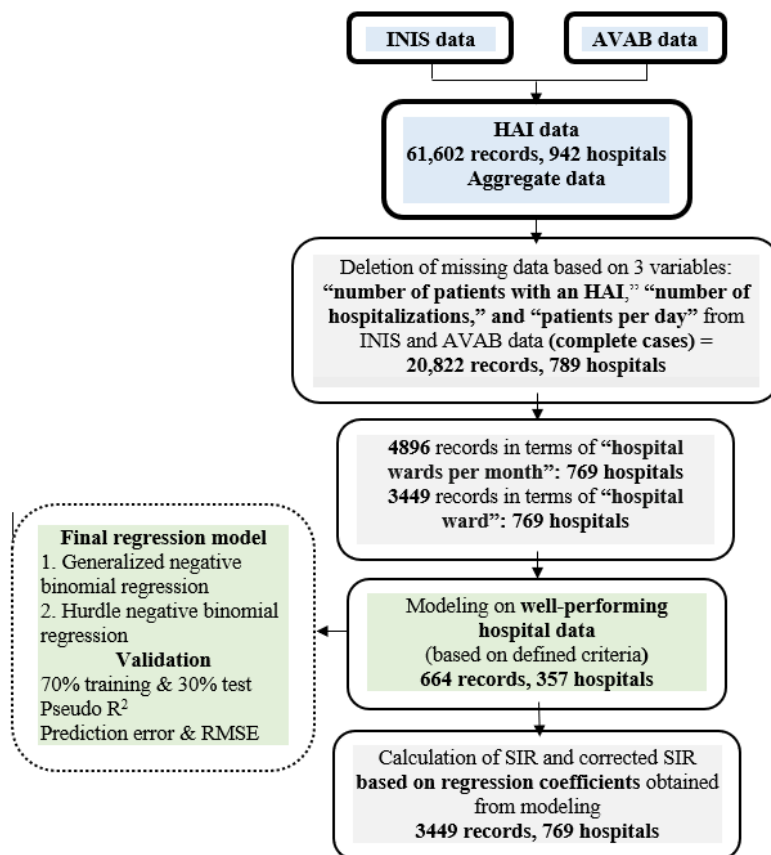 INIS data
AVAB data
HAI data
61,602 records, 942 hospitals
Aggregate data
Deletion of missing data based on 3 variables:
“number of patients with an HAI,” “number of
hospitalizations,” and “patients per day” from
INIS and AVAB data (complete cases) =
20,822 records, 789 hospitals
4896 records in terms of “hospital
wards per month”: 769 hospitals
3449 records in terms of “hospital
ward”: 769 hospitals
Final regression model
1. Generalized negative
binomial regression
2. Hurdle negative binomial
regression
Validation
70% training & 30% test
Pseudo R²
Prediction error & RMSE
Modeling on well-performing
hospital data
(based on defined criteria)
664 records, 357 hospitals
Calculation of SIR and corrected SIR
based on regression coefficients obtained
from modeling
3449 records, 769 hospitals